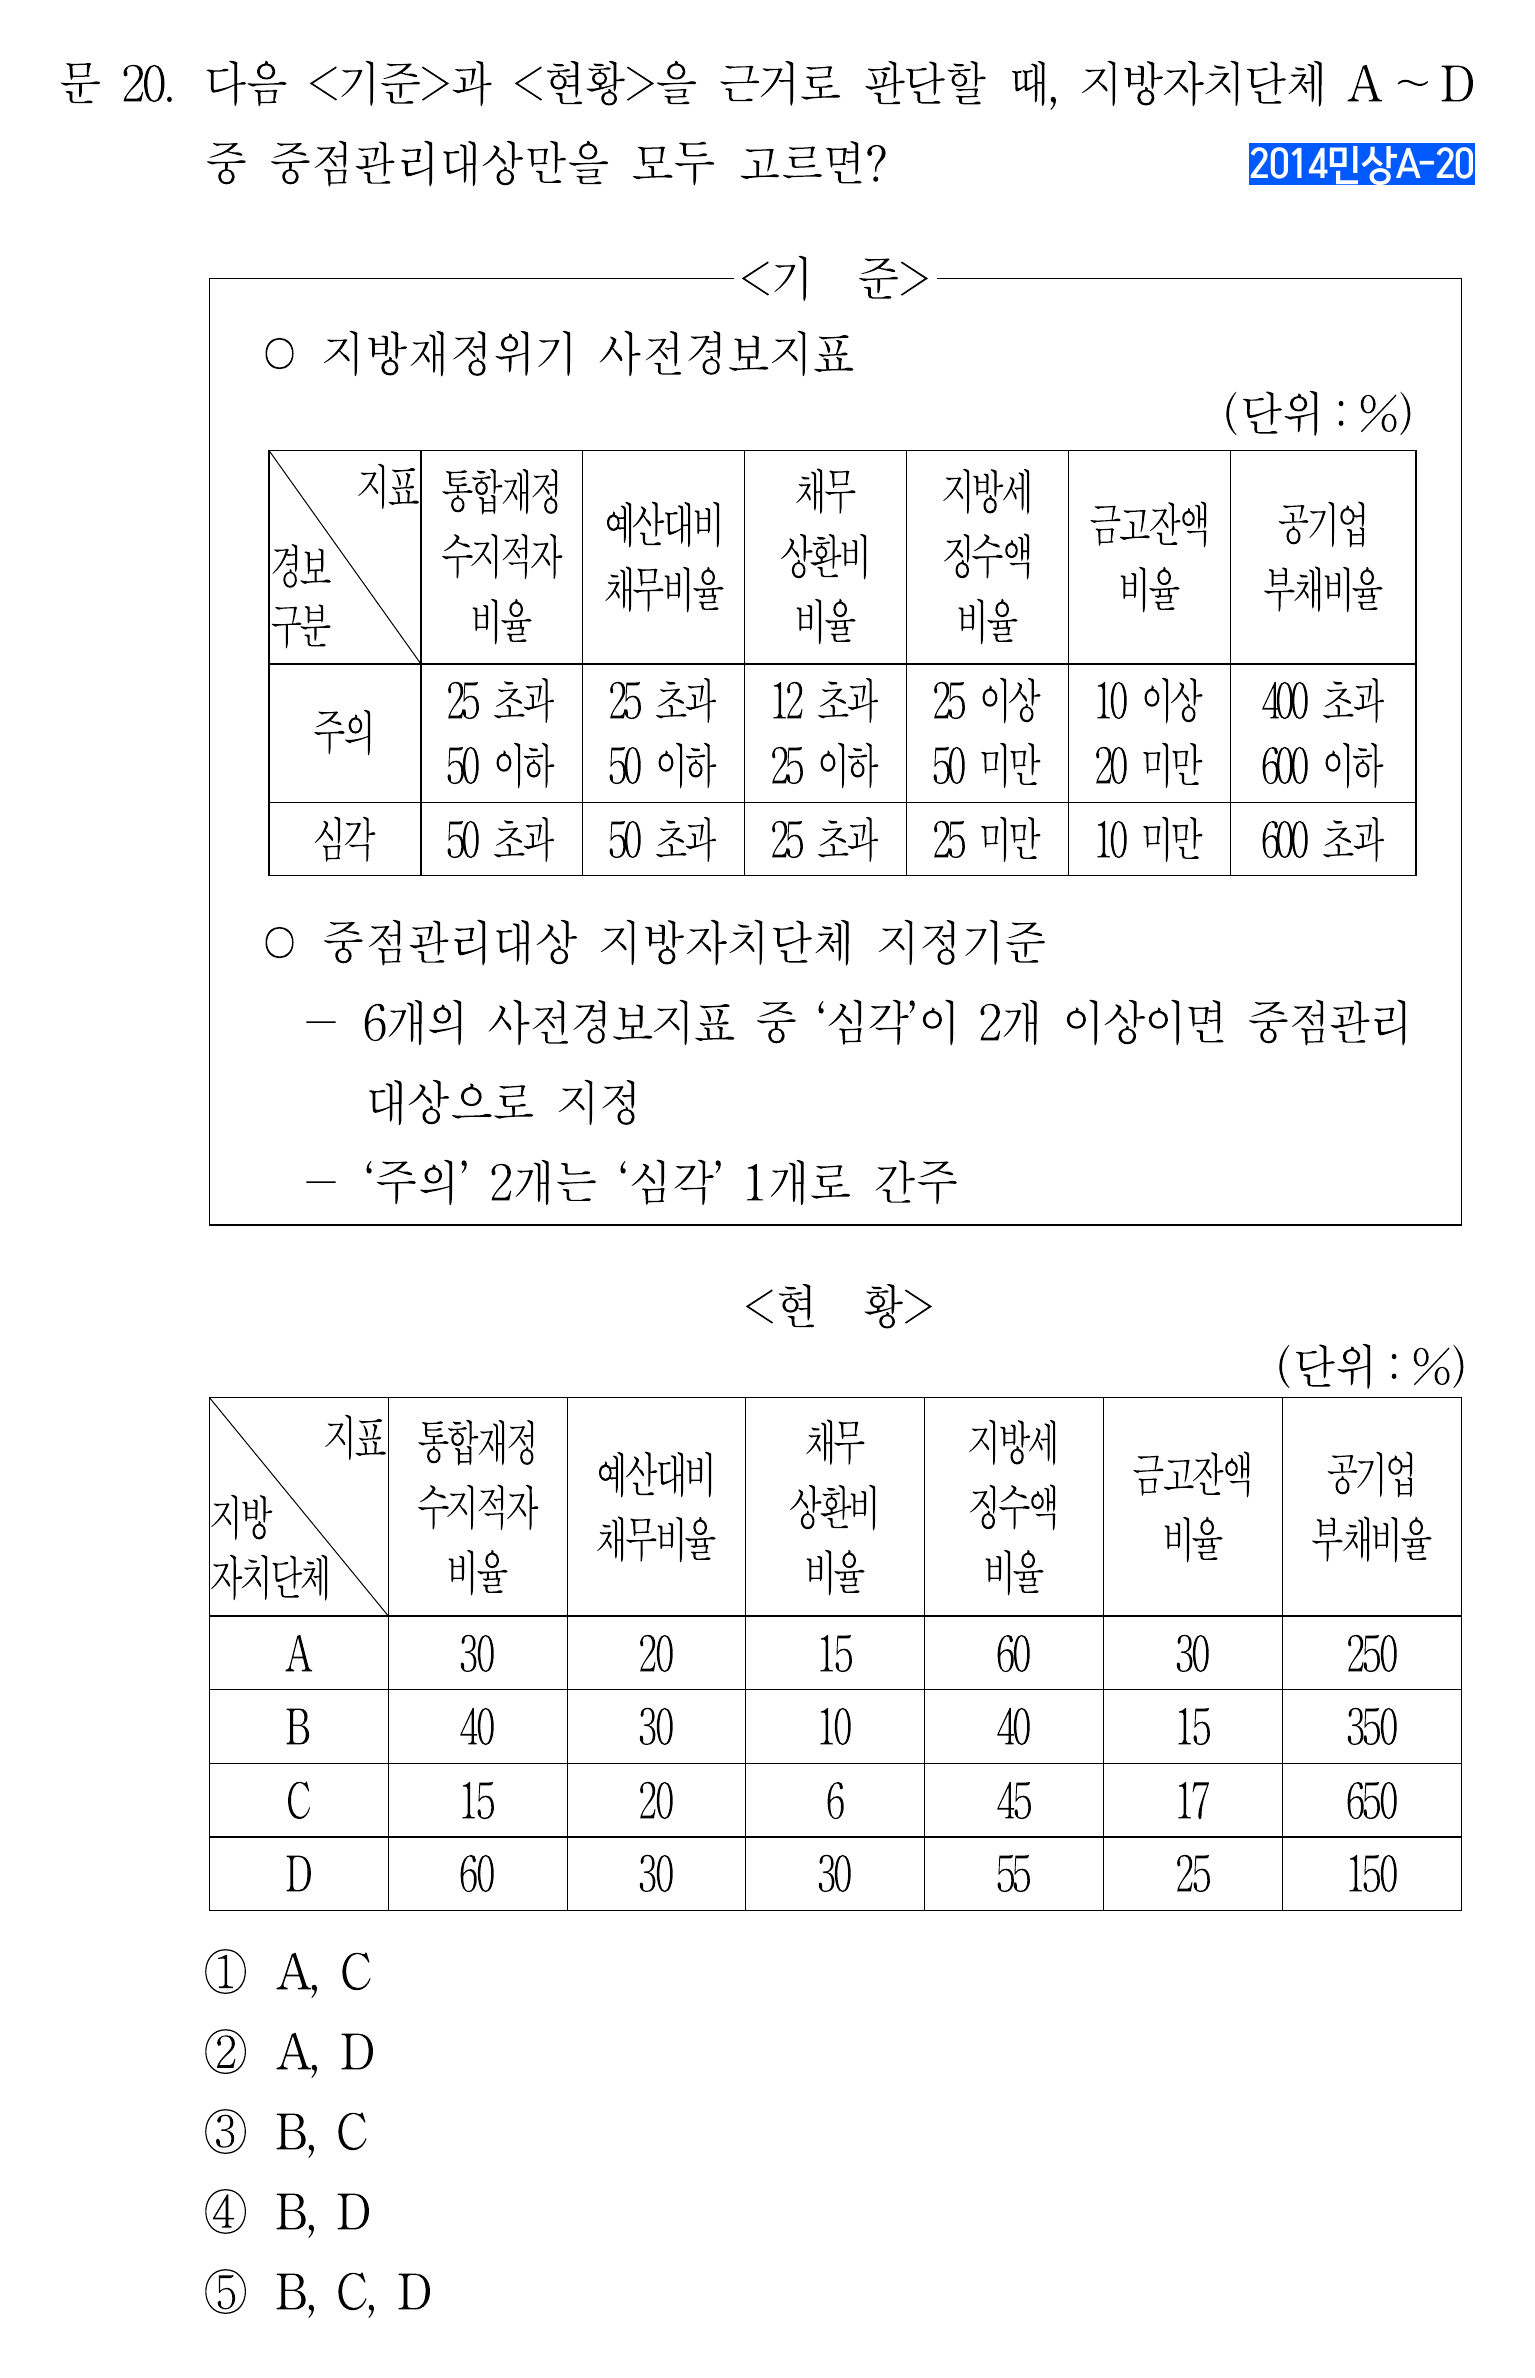 문 20. 다음 <기준>과 <현황>을 근거로 판단할 때, 지방자치단체 A ~ D
중 중점관리대상만을 모두 고르면?
2014민상A-20
<기 준>
○ 지방재정위기 사전경보지표
(단위 : %)
지표
경보
구분
통합재정
수지적자
비율
예산대비
채무비율
채무
상환비
비율
지방세
징수액
비율
금고잔액
비율
공기업
부채비율
주의
25 초과
50 이하
25 초과
50 이하
12 초과
25 이하
25 이상
50 미만
10 이상
20 미만
400 초과
600 이하
심각 50 초과 50 초과 25 초과 25 미만 10 미만 600 초과
○ 중점관리대상 지방자치단체 지정기준
- 6개의 사전경보지표 중 ‘심각’이 2개 이상이면 중점관리
대상으로 지정
- ‘주의’ 2개는 ‘심각’ 1개로 간주
<현 황>
(단위 : %)
지표
지방
자치단체
통합재정
수지적자
비율
예산대비
채무비율
채무
상환비
비율
지방세
징수액
비율
금고잔액
비율
공기업
부채비율
A 30 20 15 60 30 250
B 40 30 10 40 15 350
C 15 20 6 45 17 650
D 60 30 30 55 25 150
① A, C
② A, D
③ B, C
④ B, D
⑤ B, C, D